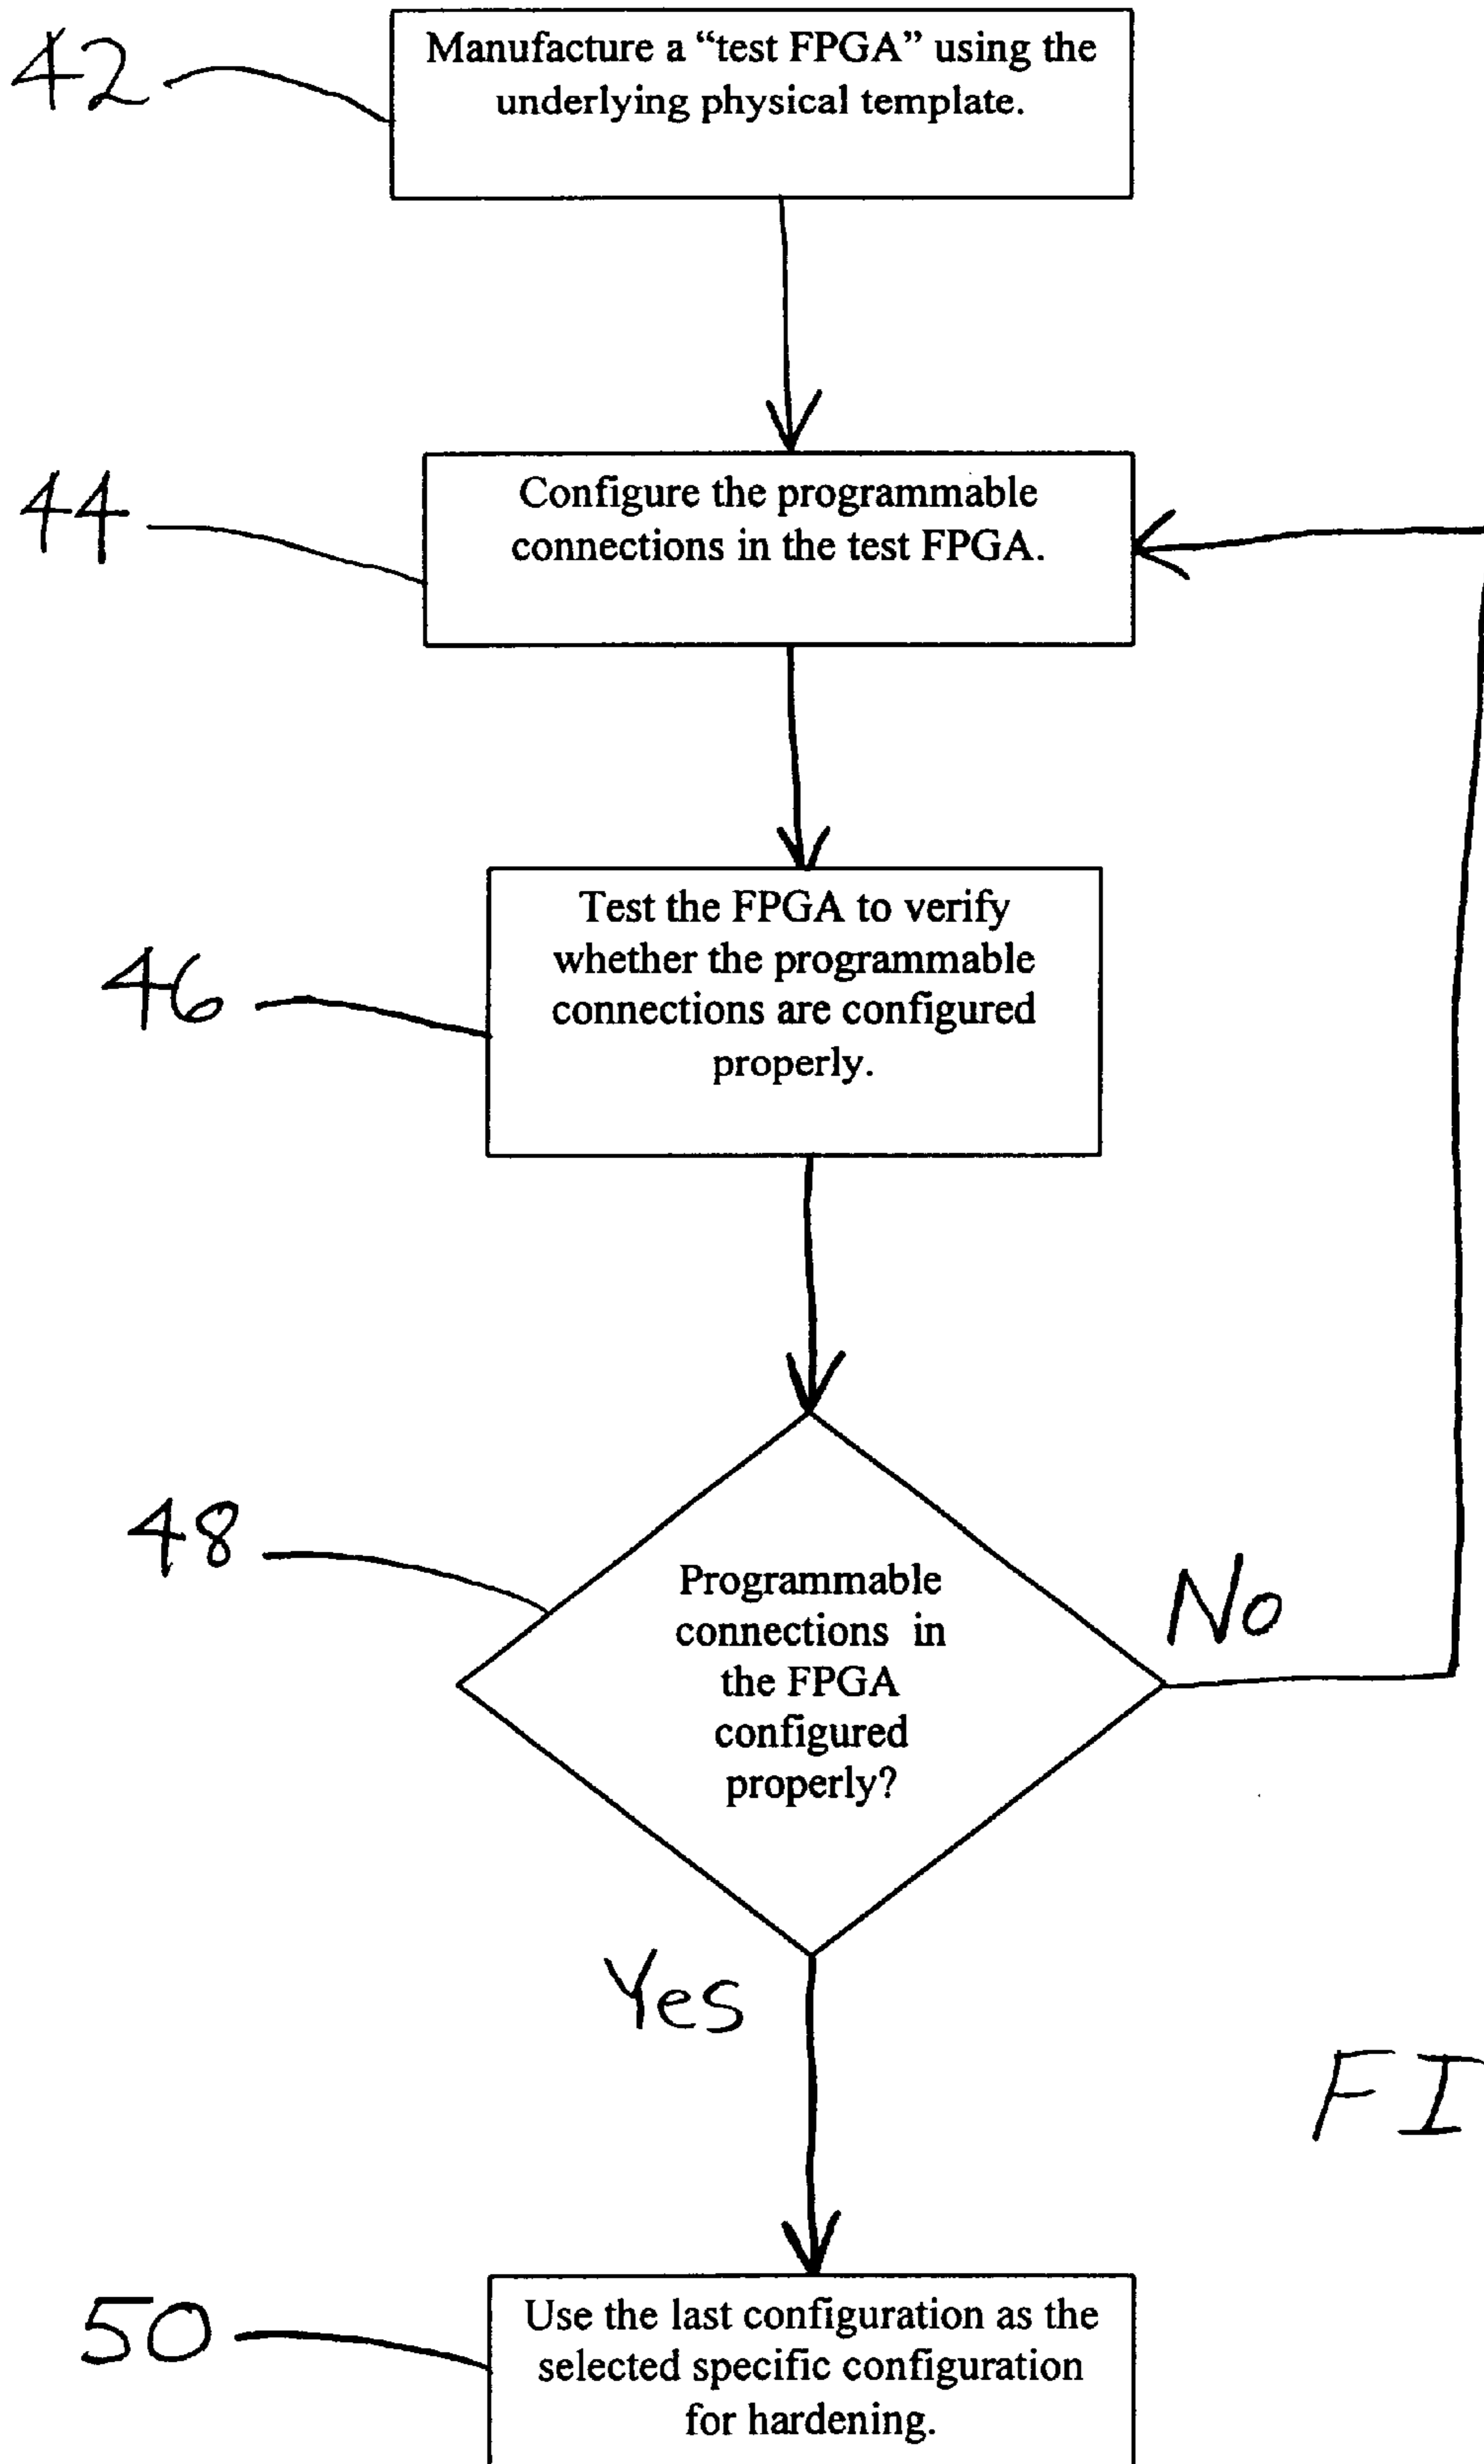 42
Manufacture a “test FPGA” using the
underlying physical template.
44
Configure the programmable
connections in the test FPGA.
46
Test the FPGA to verify
whether the programmable
connections are configured
properly.
48
Programmable
connections in
the FPGA
configured
properly?
No
Yes
FI
50
Use the last configuration as the
selected specific configuration
for hardening.